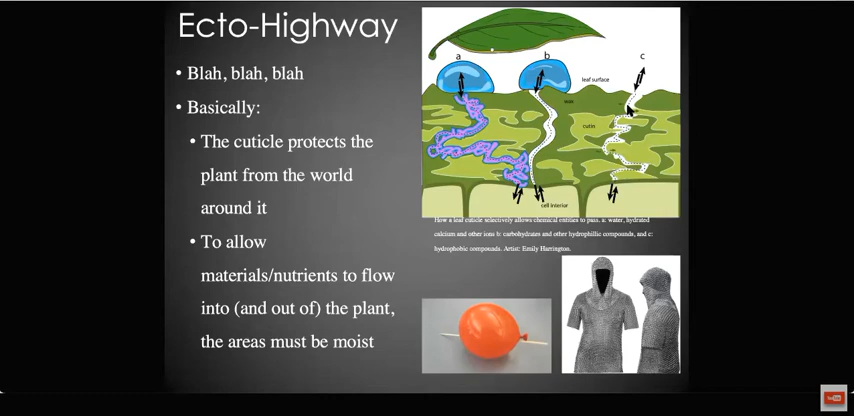 Ecto-Highway
• Blah, blah, blah
• Basically:
• The cuticle protects the
plant from the world
around it
• To allow
materials/nutrients to flow
into (and out of) the plant,
the areas must be moist
a
b
c
leaf surface
wax
cutin
cell interior
How a leaf cuticle selectively allows chemical entities to pass. a: water, hydrated
calcium and other ions b: carbohydrates and other hydrophillic compounds, and c:
hydrophobic compounds. Artist: Emily Harrington.